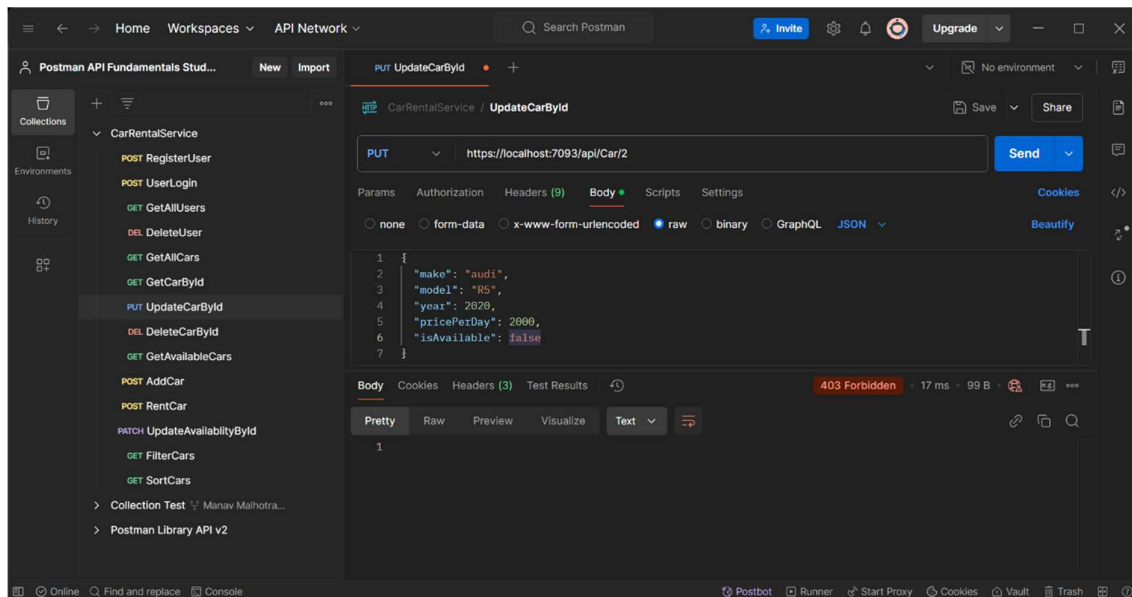 Home Workspaces API Network Search Postman Invite Upgrade
Postman API Fundamentals Stud... New Import PUT UpdateCarById No environment
Collections
Environments
History
CarRentalService
POST RegisterUser
POST UserLogin
GET GetAllUsers
DEL DeleteUser
GET GetAllCars
GET GetCarById
PUT UpdateCarById
DEL DeleteCarById
GET GetAvailableCars
POST AddCar
POST RentCar
PATCH UpdateAvailablityById
GET FilterCars
GET SortCars
Collection Test Manav Malhotra...
Postman Library API v2
HTTP CarRentalService / UpdateCarById Save Share
PUT https://localhost:7093/api/Car/2 Send
Params Authorization Headers (9) Body Scripts Settings Cookies
none form-data x-www-form-urlencoded raw binary GraphQL JSON Beautify
1 {
2 "make": "audi",
3 "model": "R5",
4 "year": 2020,
5 "pricePerDay": 2000,
6 "isAvailable": false
7 }
Body Cookies Headers (3) Test Results 403 Forbidden 17 ms 99 B
Pretty Raw Preview Visualize Text
1
Online Find and replace Console Postbot Runner Start Proxy Cookies Vault Trash